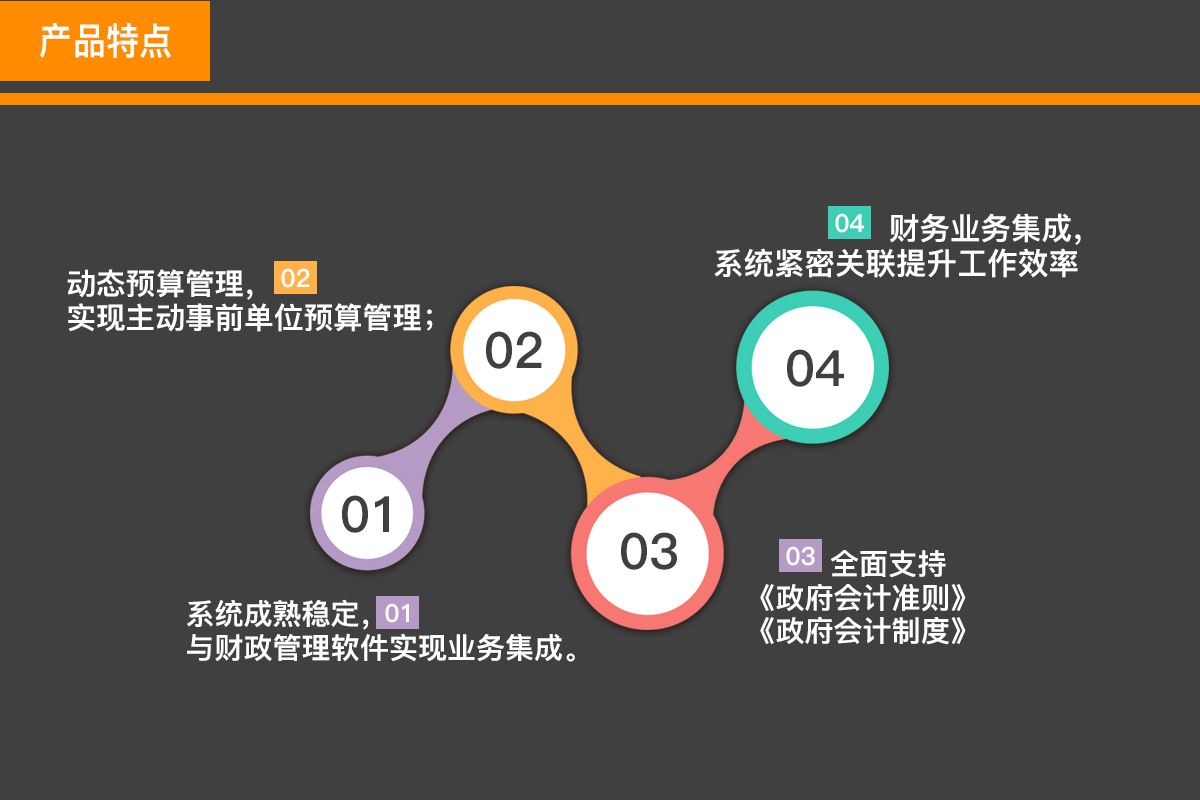 产品特点
04 财务业务集成，
系统紧密关联提升工作效率
动态预算管理， 02
实现主动事前单位预算管理；
02
04
01
03
03 全面支持
《政府会计准则》
《政府会计制度》
系统成熟稳定， 01
与财政管理软件实现业务集成。